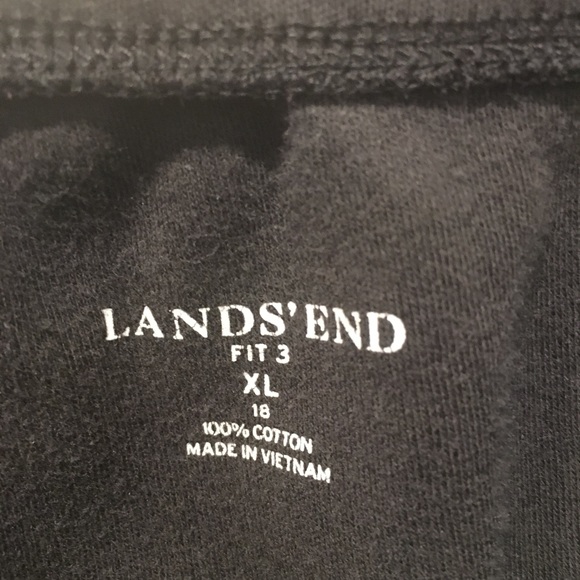 LANDS' END
FIT 3
XL
18
100% COTTON
MADE IN VIETNAM